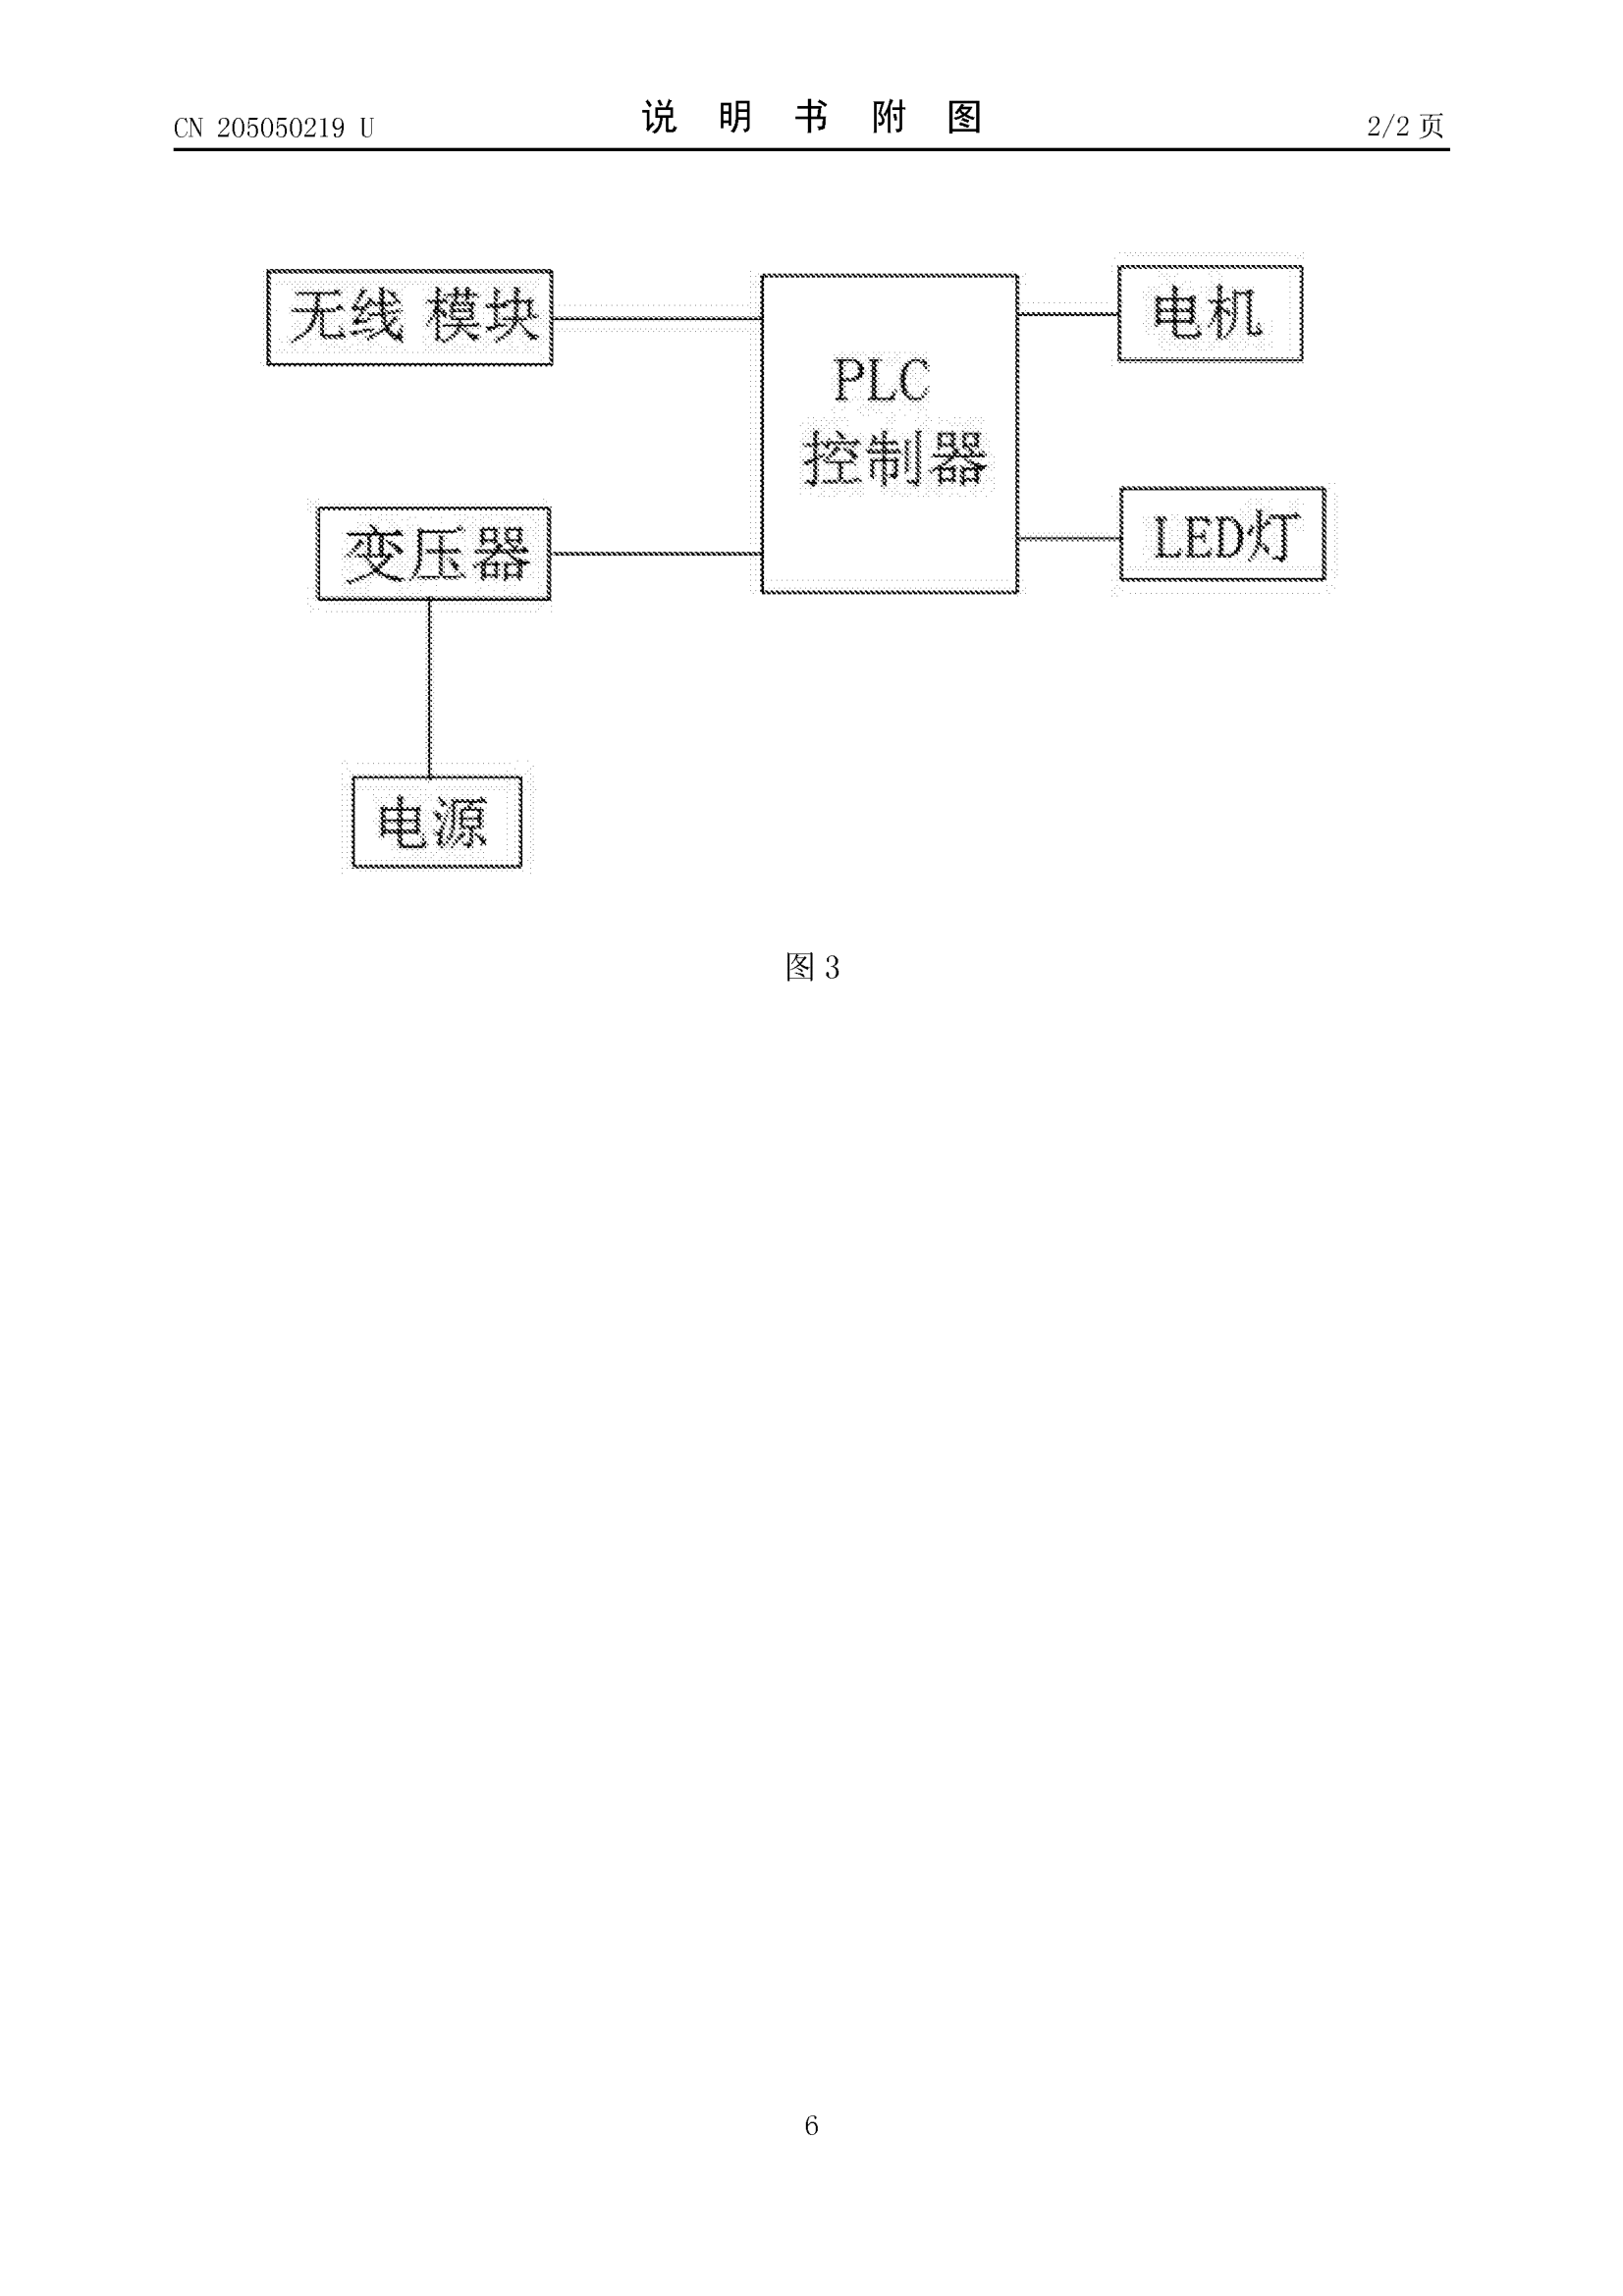 CN 205050219 U
说 明 书 附 图
2/2 页
无线 模块
PLC
控制器
电机
变压器
LED灯
电源
图 3
6